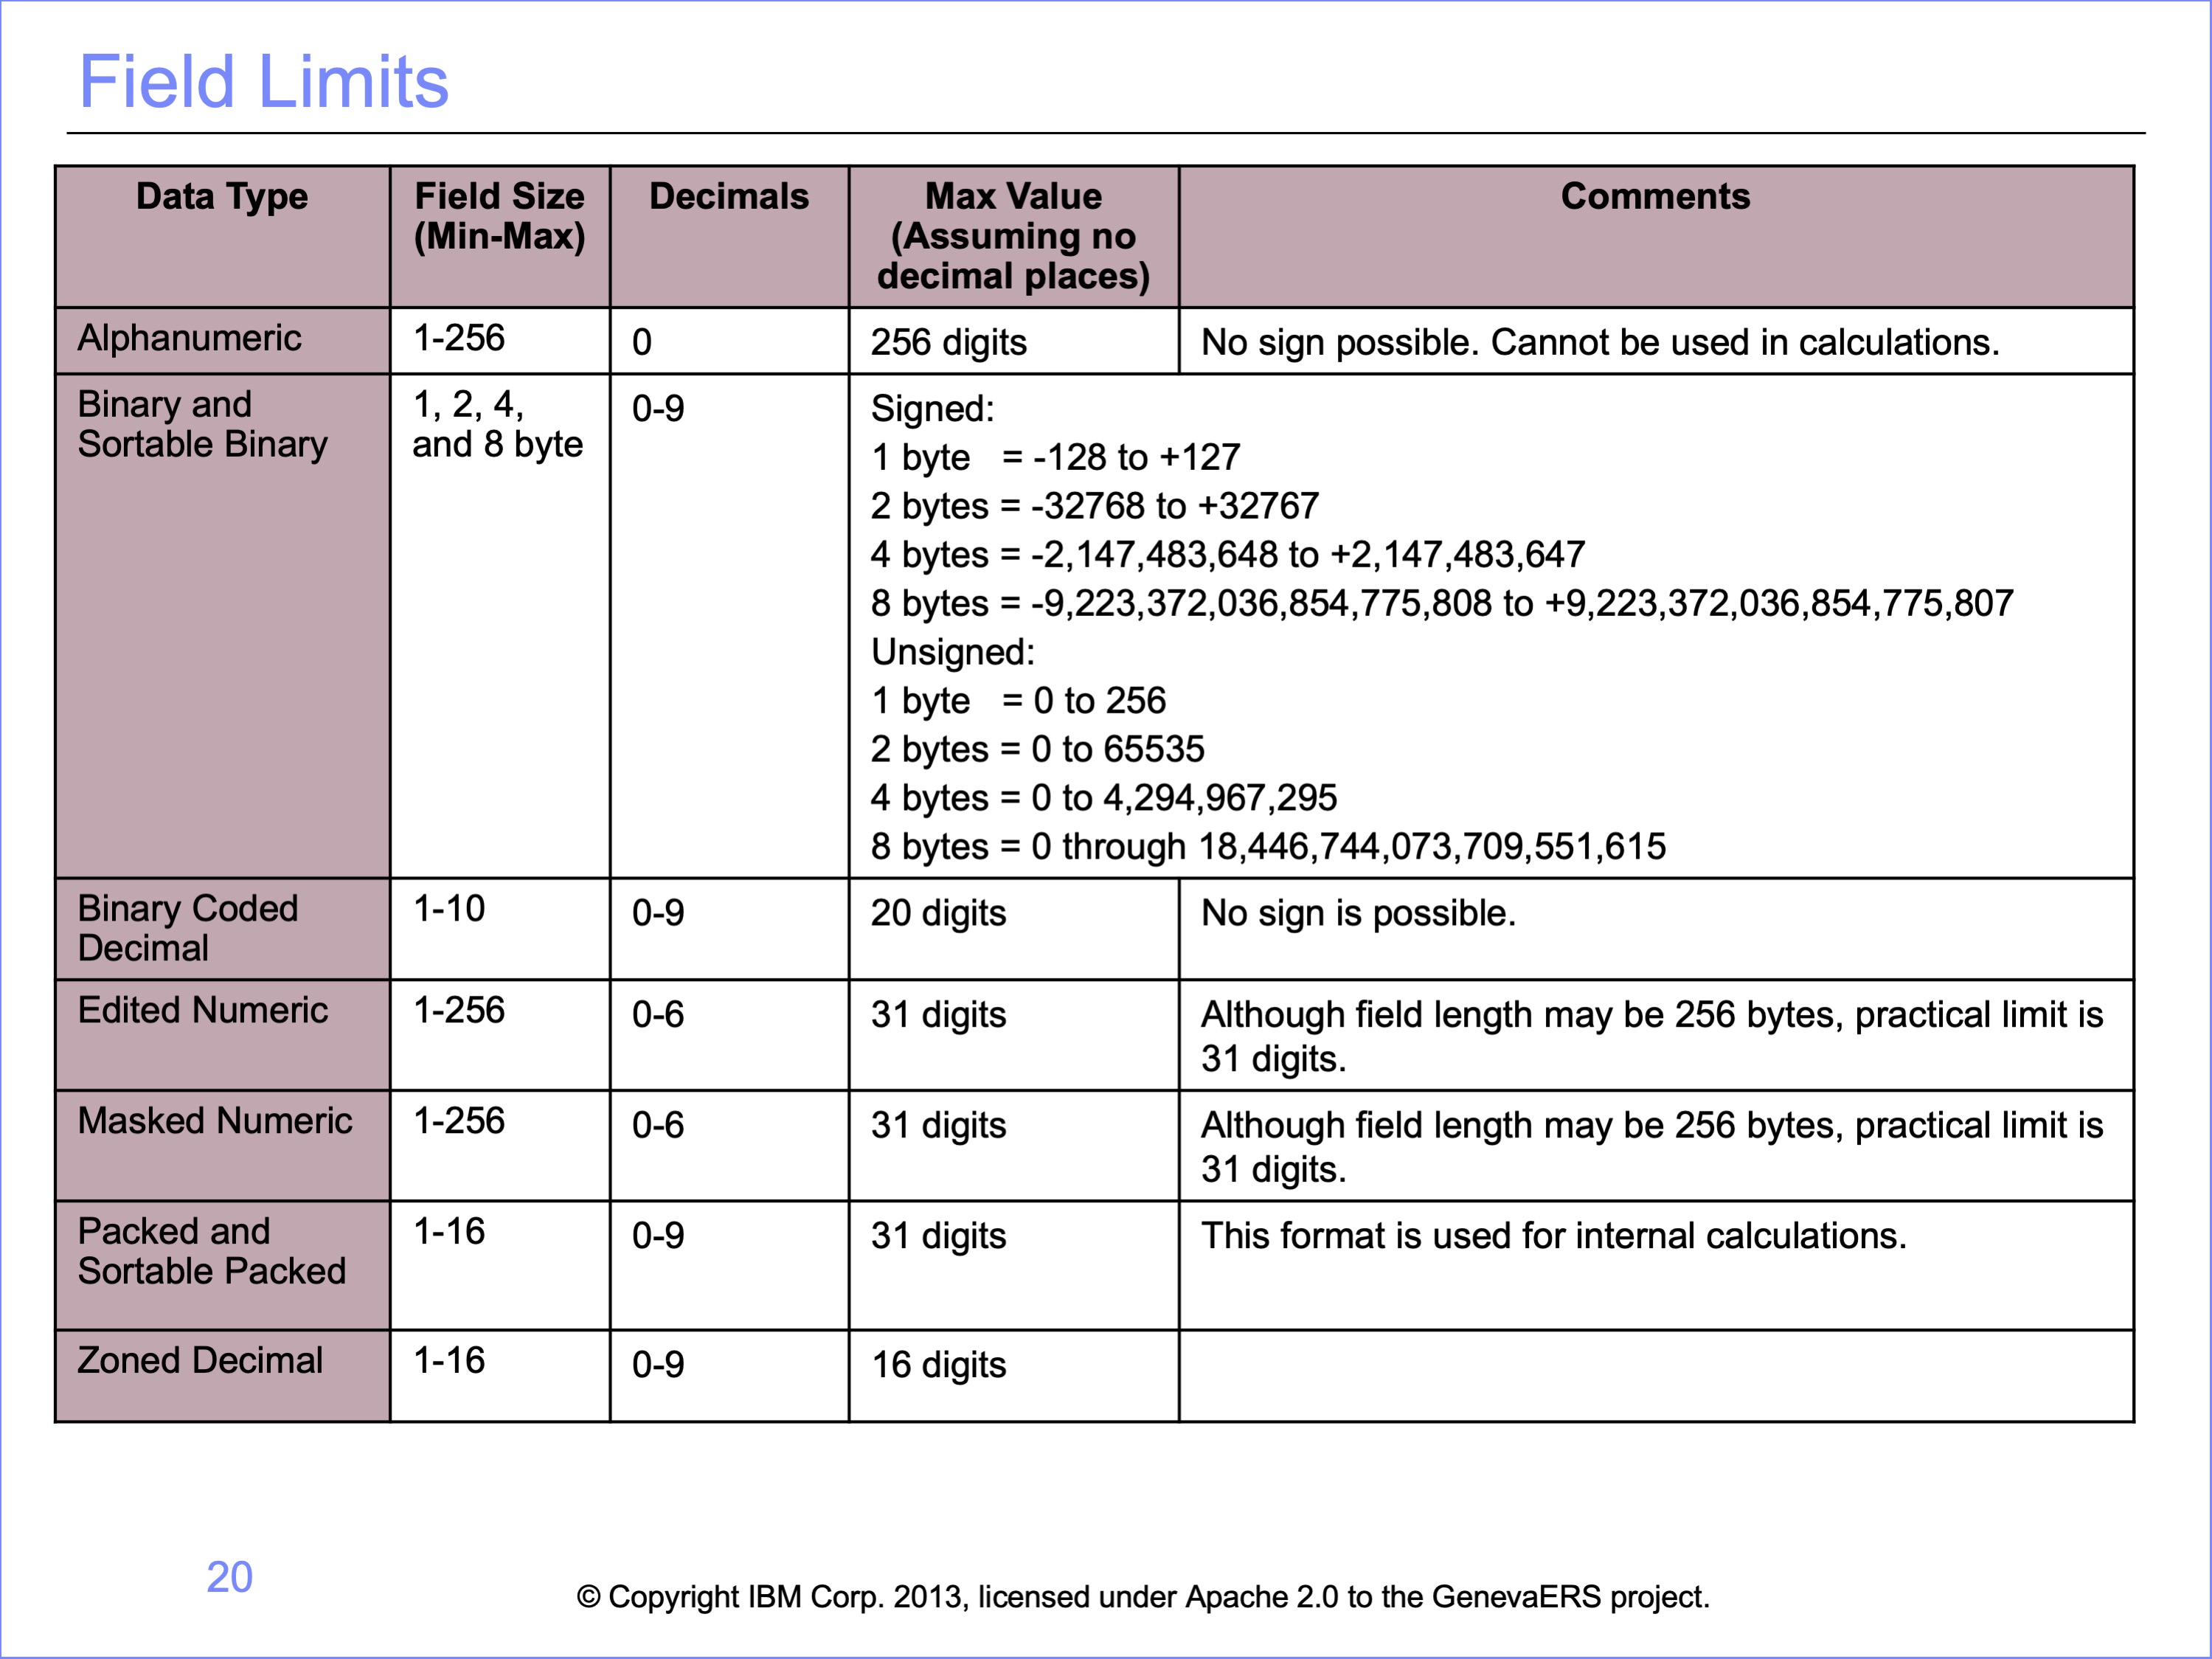 Field Limits
Data Type
Field Size
(Min-Max)
Decimals
Max Value
(Assuming no
decimal places)
Comments
Alphanumeric
1-256
0
256 digits
No sign possible. Cannot be used in calculations.
Binary and
Sortable Binary
1, 2, 4,
and 8 byte
0-9
Signed:
1 byte = -128 to +127
2 bytes = -32768 to +32767
4 bytes = -2,147,483,648 to +2,147,483,647
8 bytes = -9,223,372,036,854,775,808 to +9,223,372,036,854,775,807
Unsigned:
1 byte = 0 to 256
2 bytes = 0 to 65535
4 bytes = 0 to 4,294,967,295
8 bytes = 0 through 18,446,744,073,709,551,615
Binary Coded
Decimal
1-10
0-9
20 digits
No sign is possible.
Edited Numeric
1-256
0-6
31 digits
Although field length may be 256 bytes, practical limit is
31 digits.
Masked Numeric
1-256
0-6
31 digits
Although field length may be 256 bytes, practical limit is
31 digits.
Packed and
Sortable Packed
1-16
0-9
31 digits
This format is used for internal calculations.
Zoned Decimal
1-16
0-9
16 digits
20
© Copyright IBM Corp. 2013, licensed under Apache 2.0 to the GenevaERS project.